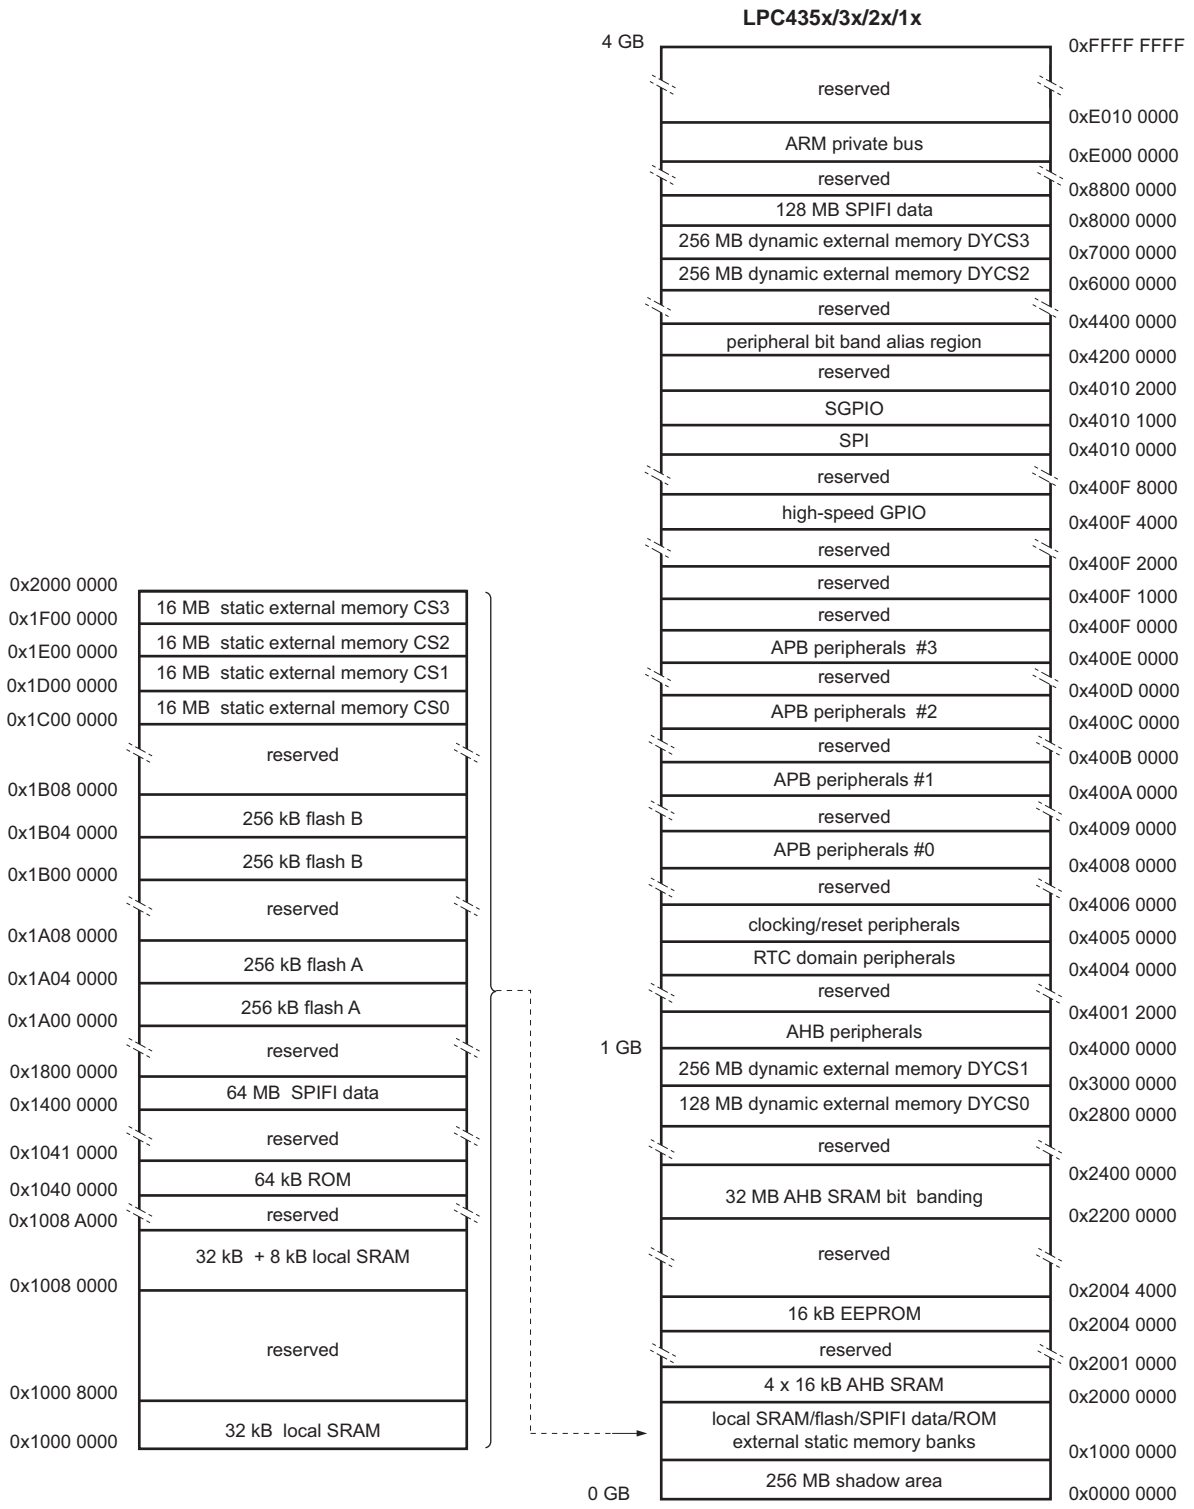 LPC435x/3x/2x/1x
4 GB
0xFFFF FFFF
reserved
0xE010 0000
ARM private bus
0xE000 0000
reserved
0x8800 0000
128 MB SPIFI data
0x8000 0000
256 MB dynamic external memory DYCS3
0x7000 0000
256 MB dynamic external memory DYCS2
0x6000 0000
reserved
0x4400 0000
peripheral bit band alias region
0x4200 0000
reserved
0x4010 2000
SGPIO
0x4010 1000
SPI
0x4010 0000
reserved
0x400F 8000
high-speed GPIO
0x400F 4000
reserved
0x400F 2000
reserved
0x400F 1000
reserved
0x400F 0000
APB peripherals #3
0x400E 0000
reserved
0x400D 0000
APB peripherals #2
0x400C 0000
reserved
0x400B 0000
APB peripherals #1
0x400A 0000
reserved
0x4009 0000
APB peripherals #0
0x4008 0000
reserved
0x4006 0000
clocking/reset peripherals
0x4005 0000
RTC domain peripherals
0x4004 0000
reserved
0x4001 2000
AHB peripherals
1 GB
0x4000 0000
256 MB dynamic external memory DYCS1
0x3000 0000
128 MB dynamic external memory DYCS0
0x2800 0000
reserved
0x2400 0000
32 MB AHB SRAM bit banding
0x2200 0000
reserved
0x2004 4000
16 kB EEPROM
0x2004 0000
reserved
0x2001 0000
4 x 16 kB AHB SRAM
0x2000 0000
local SRAM/flash/SPIFI data/ROM
external static memory banks
0x1000 0000
256 MB shadow area
0 GB
0x0000 0000
0x2000 0000
16 MB static external memory CS3
0x1F00 0000
16 MB static external memory CS2
0x1E00 0000
16 MB static external memory CS1
0x1D00 0000
16 MB static external memory CS0
0x1C00 0000
reserved
0x1B08 0000
256 kB flash B
0x1B04 0000
256 kB flash B
0x1B00 0000
reserved
0x1A08 0000
256 kB flash A
0x1A04 0000
256 kB flash A
0x1A00 0000
reserved
0x1800 0000
64 MB SPIFI data
0x1400 0000
reserved
0x1041 0000
64 kB ROM
0x1040 0000
reserved
0x1008 A000
32 kB + 8 kB local SRAM
0x1008 0000
reserved
0x1000 8000
32 kB local SRAM
0x1000 0000